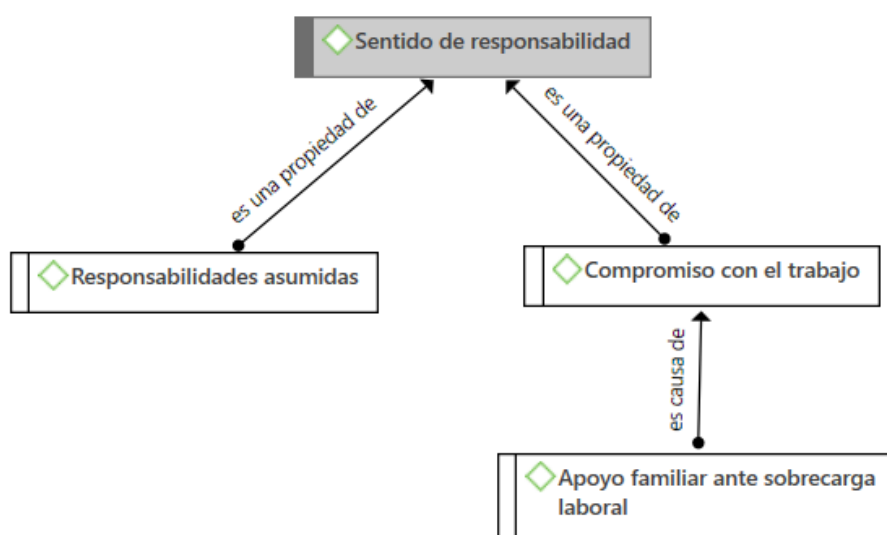 Sentido de responsabilidad
es una propiedad de
es una propiedad de
Responsabilidades asumidas
Compromiso con el trabajo
es causa de
Apoyo familiar ante sobrecarga
laboral